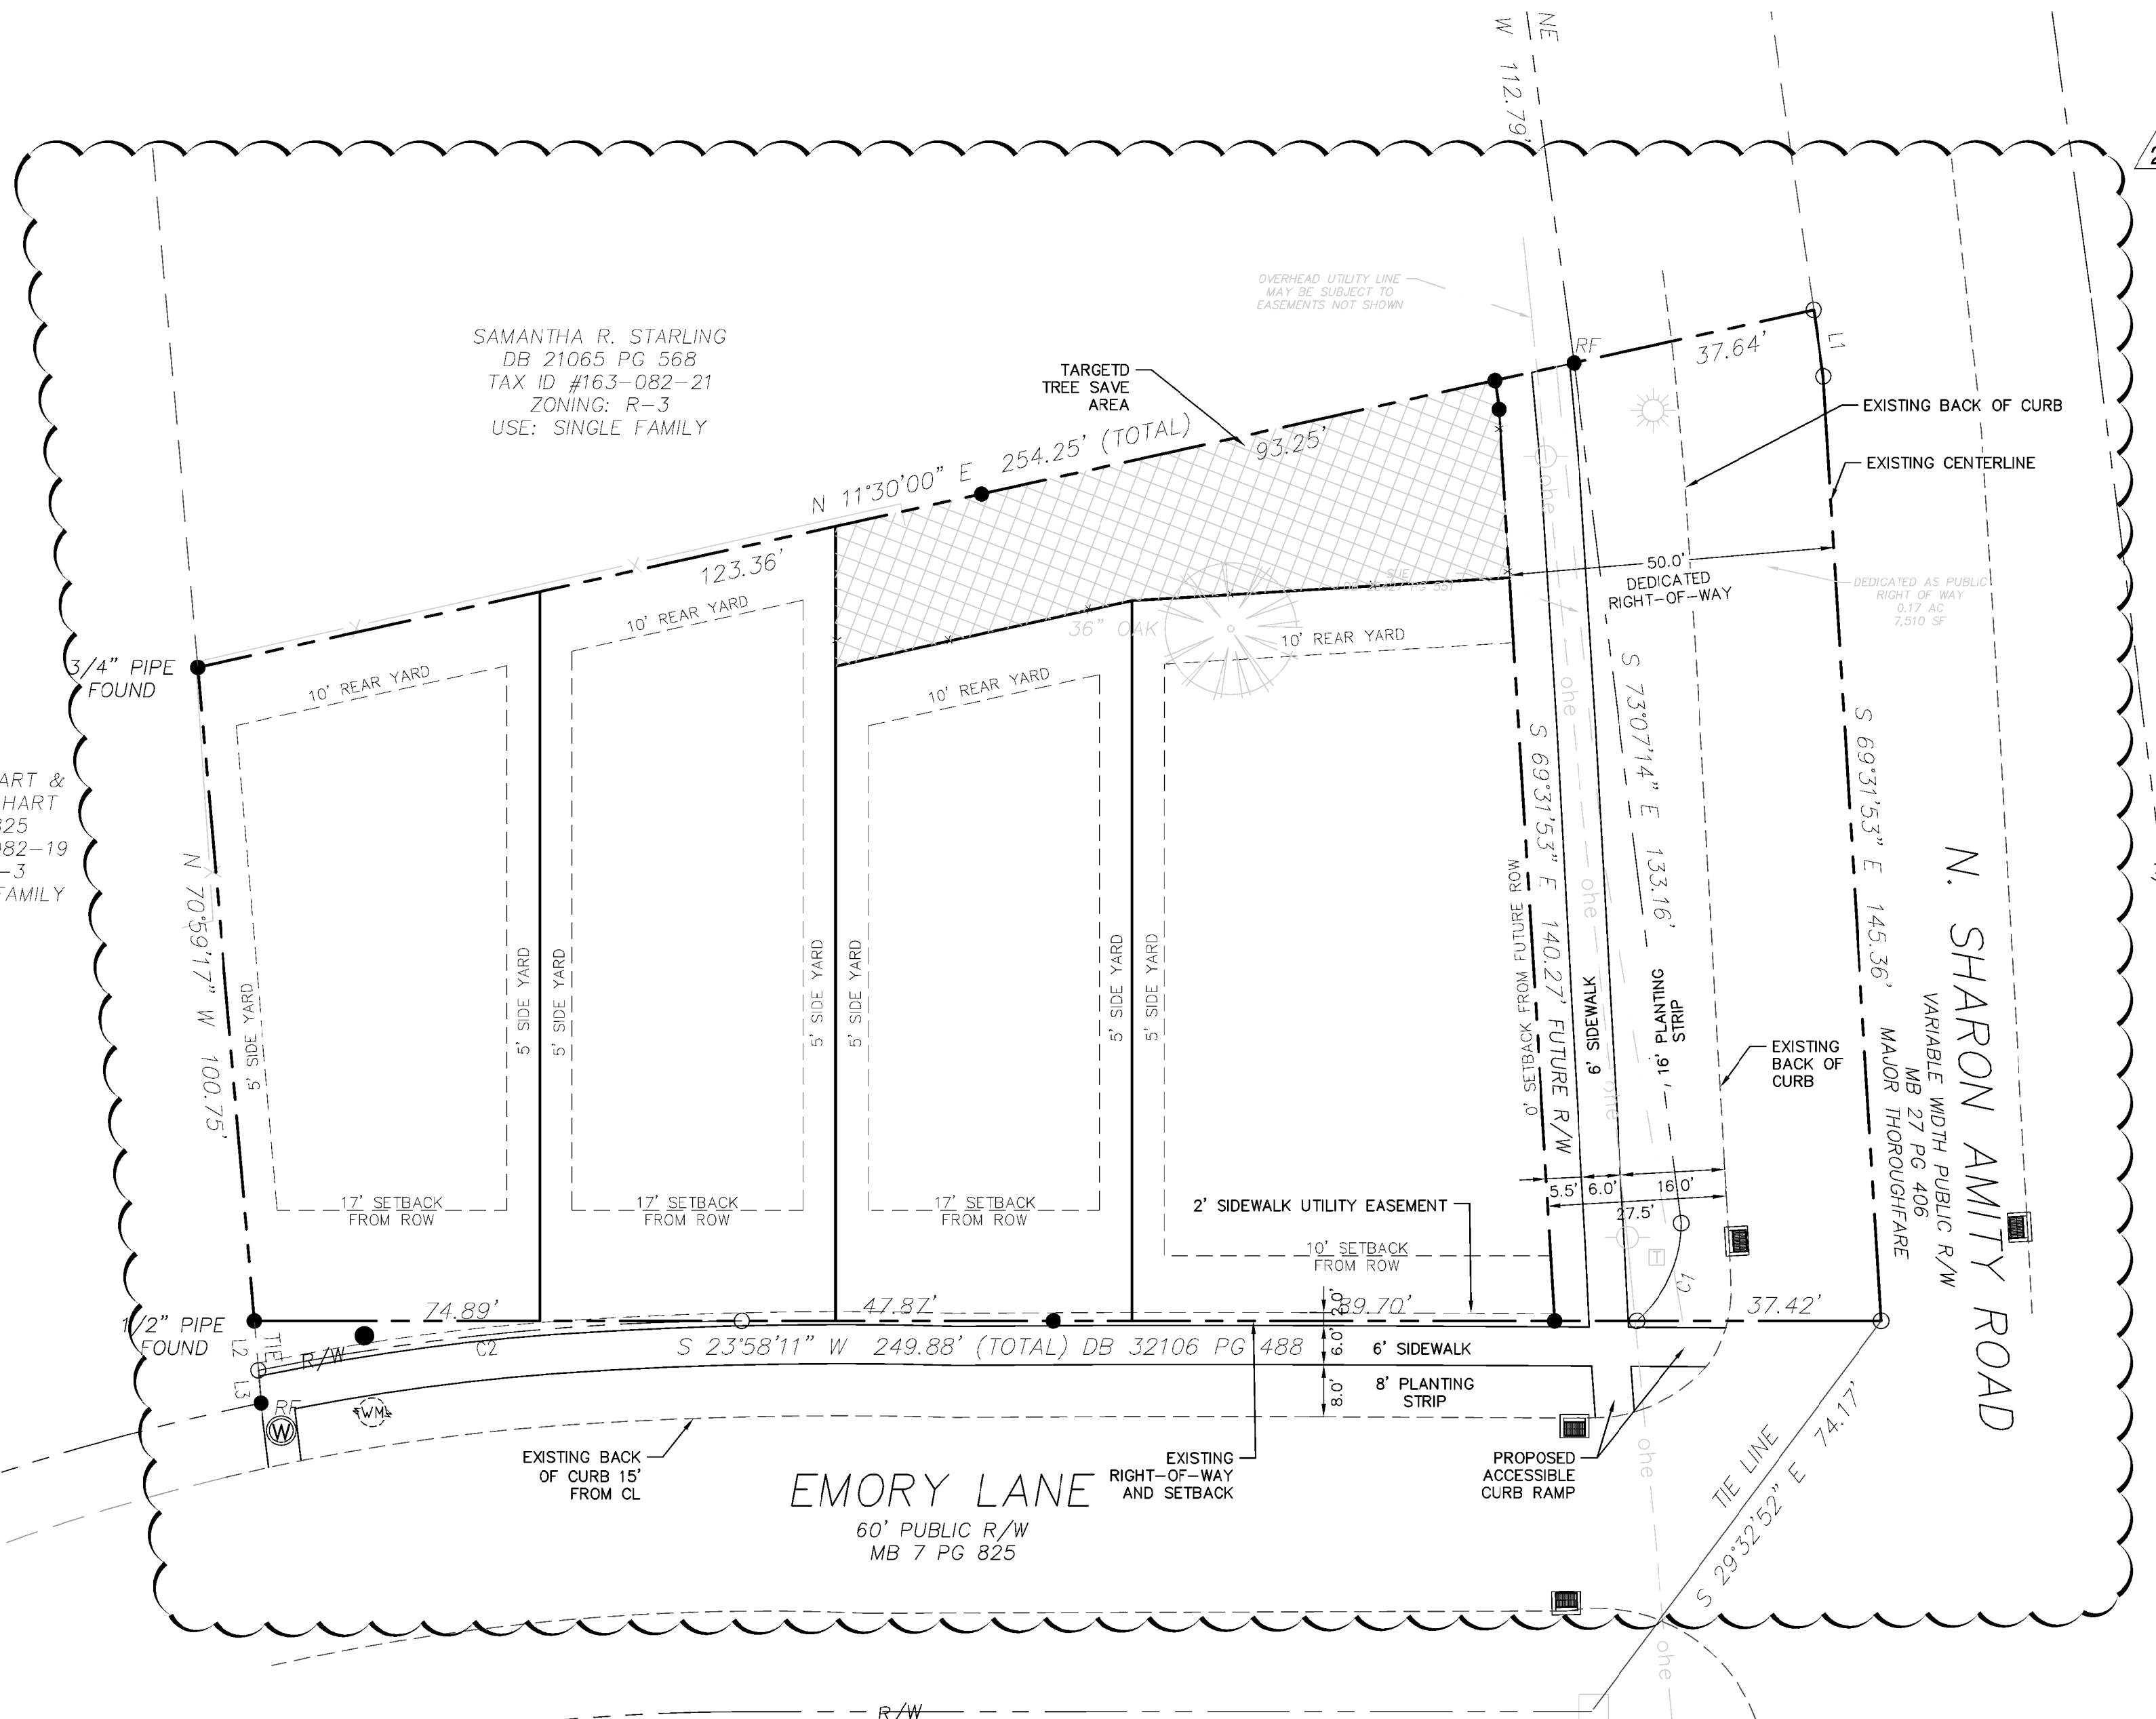 NE
W 112.79'
2
SAMANTHA R. STARLING
DB 21065 PG 568
TAX ID #163-082-21
ZONING: R-3
USE: SINGLE FAMILY
OVERHEAD UTILITY LINE
MAY BE SUBJECT TO
EASEMENTS NOT SHOWN
TARGETD
TREE SAVE
AREA
RF
37.64'
L1
EXISTING BACK OF CURB
EXISTING CENTERLINE
N 11°30'00" E 254.25' (TOTAL)
93.25'
123.36'
50.0'
DEDICATED
RIGHT-OF-WAY
DEDICATED AS PUBLIC
RIGHT OF WAY
0.17 AC
7,510 SF
SUE
36" OAK
10' REAR YARD
10' REAR YARD
10' REAR YARD
10' REAR YARD
3/4" PIPE
FOUND
ART &
HART
325
082-19
-3
FAMILY
N 70°59'17" W 100.75'
5' SIDE YARD
5' SIDE YARD
5' SIDE YARD
5' SIDE YARD
5' SIDE YARD
5' SIDE YARD
5' SIDE YARD
0' SETBACK FROM FUTURE ROW
S 69°31'53" E 140.27' FUTURE R/W
6' SIDEWALK
ohe
ohe
ohe
ohe
S 73°07'14" E 133.16'
16' PLANTING
STRIP
EXISTING
BACK OF
CURB
S 69°31'53" E 145.36'
MAJOR THOROUGHFARE
MB 27 PG 406
VARIABLE WIDTH PUBLIC R/W
N. SHARON AMITY ROAD
17' SETBACK
FROM ROW
17' SETBACK
FROM ROW
17' SETBACK
FROM ROW
2' SIDEWALK UTILITY EASEMENT
10' SETBACK
FROM ROW
5.5'
6.0'
16.0'
27.5'
T
C1
1/2" PIPE
FOUND
74.89'
47.87'
2.0'
89.70'
37.42'
L2
TIE
R/W
C2
S 23°58'11" W 249.88' (TOTAL) DB 32106 PG 488
6.0'
6' SIDEWALK
L3
RF
W
WM
8.0'
8' PLANTING
STRIP
EXISTING BACK
OF CURB 15'
FROM CL
EMORY LANE
60' PUBLIC R/W
MB 7 PG 825
EXISTING
RIGHT-OF-WAY
AND SETBACK
PROPOSED
ACCESSIBLE
CURB RAMP
ohe
TIE LINE
S 29°32'52" E 74.17'
ohe
R/W